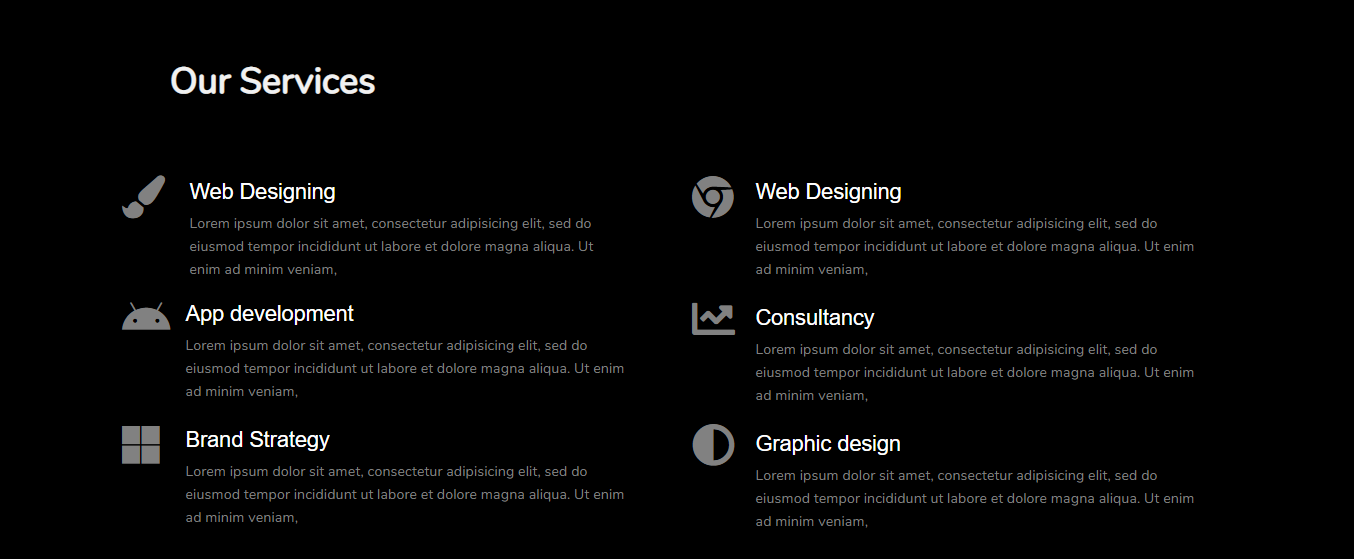 Our Services
Web Designing
Lorem ipsum dolor sit amet, consectetur adipisicing elit, sed do
eiusmod tempor incididunt ut labore et dolore magna aliqua. Ut
enim ad minim veniam,
App development
Lorem ipsum dolor sit amet, consectetur adipisicing elit, sed do
eiusmod tempor incididunt ut labore et dolore magna aliqua. Ut enim
ad minim veniam,
Brand Strategy
Lorem ipsum dolor sit amet, consectetur adipisicing elit, sed do
eiusmod tempor incididunt ut labore et dolore magna aliqua. Ut enim
ad minim veniam,
Web Designing
Lorem ipsum dolor sit amet, consectetur adipisicing elit, sed do
eiusmod tempor incididunt ut labore et dolore magna aliqua. Ut enim
ad minim veniam,
Consultancy
Lorem ipsum dolor sit amet, consectetur adipisicing elit, sed do
eiusmod tempor incididunt ut labore et dolore magna aliqua. Ut enim
ad minim veniam,
Graphic design
Lorem ipsum dolor sit amet, consectetur adipisicing elit, sed do
eiusmod tempor incididunt ut labore et dolore magna aliqua. Ut enim
ad minim veniam,